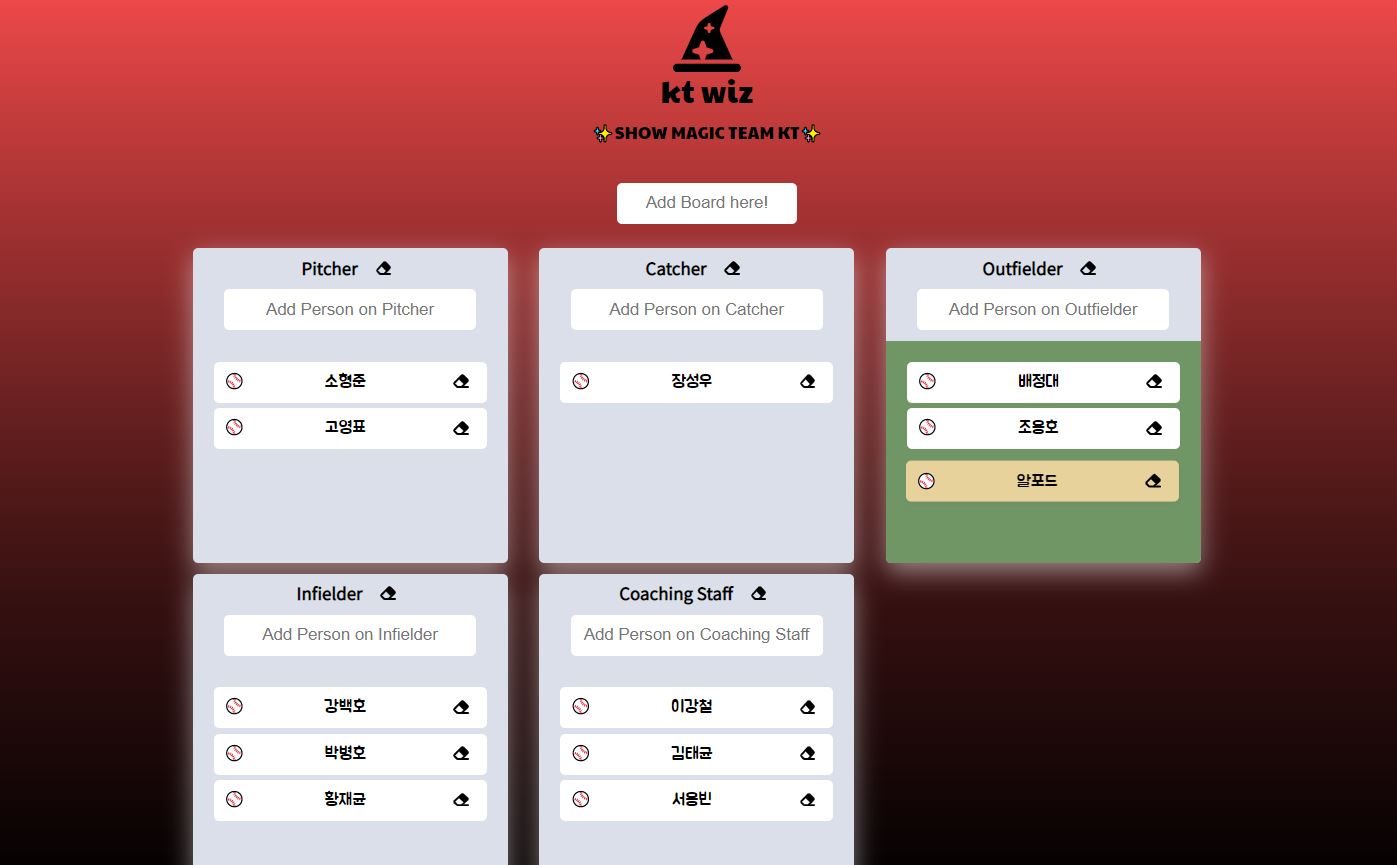 kt wiz
✨SHOW MAGIC TEAM KT✨
Add Board here!
Pitcher
Add Person on Pitcher
소형준
고영표
Catcher
Add Person on Catcher
장성우
Outfielder
Add Person on Outfielder
배정대
조용호
알포드
Infielder
Add Person on Infielder
강백호
박병호
황재균
Coaching Staff
Add Person on Coaching Staff
이강철
김태균
서용빈